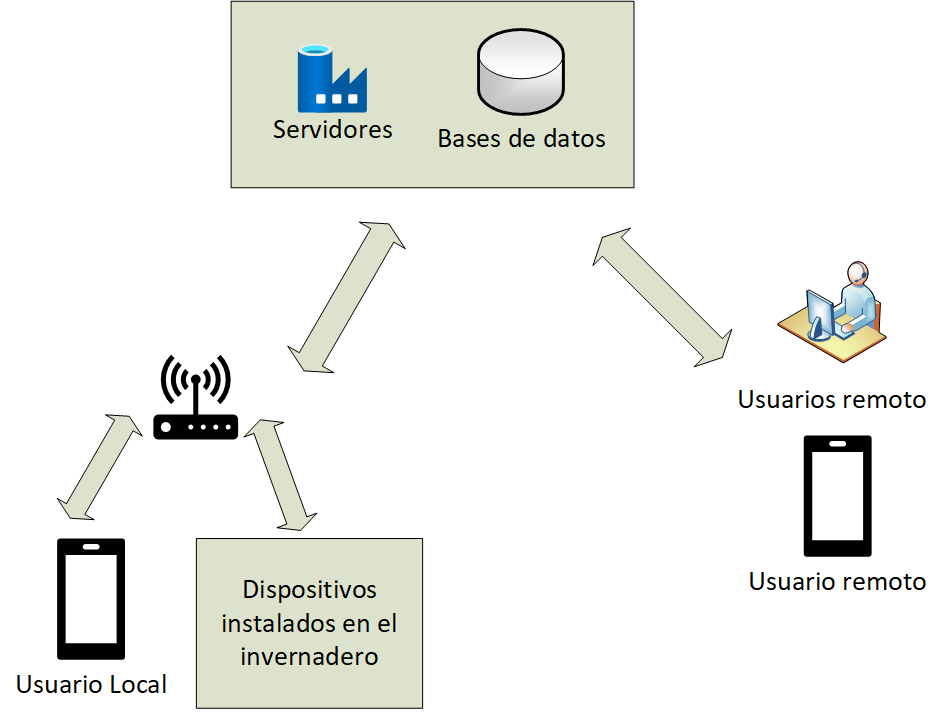 Servidores
Bases de datos
Usuarios remoto
Usuario remoto
Dispositivos
instalados en el
invernadero
Usuario Local